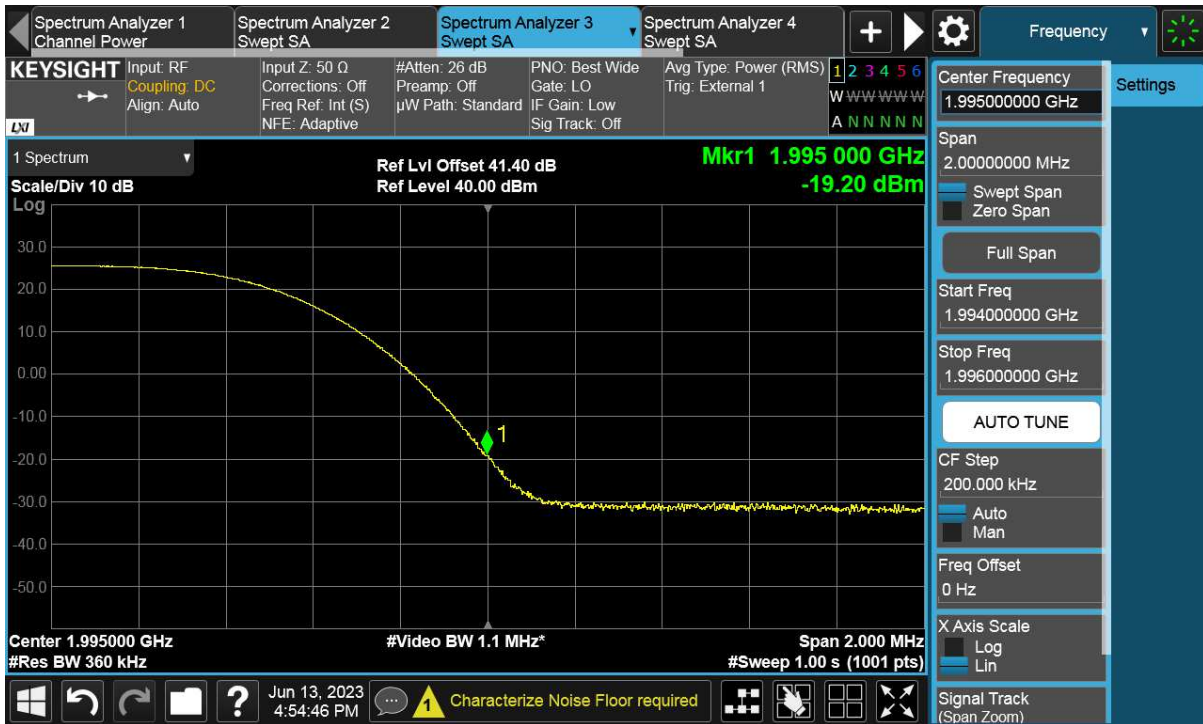 Spectrum Analyzer 1
Channel Power
Spectrum Analyzer 2
Swept SA
Spectrum Analyzer 3
Swept SA
Spectrum Analyzer 4
Swept SA
Frequency
KEYSIGHT
LXI
Input: RF
Coupling: DC
Align: Auto
Input Z: 50 Ω
Corrections: Off
Freq Ref: Int (S)
NFE: Adaptive
#Atten: 26 dB
Preamp: Off
µW Path: Standard
PNO: Best Wide
Gate: LO
IF Gain: Low
Sig Track: Off
Avg Type: Power (RMS)
Trig: External 1
1 2 3 4 5 6
W W W W W W
A N N N N N
1 Spectrum
Scale/Div 10 dB
Log
Ref Lvl Offset 41.40 dB
Ref Level 40.00 dBm
Mkr1 1.995 000 GHz
-19.20 dBm
30.0
20.0
10.0
0.00
-10.0
-20.0
-30.0
-40.0
-50.0
1
Center 1.995000 GHz
#Res BW 360 kHz
#Video BW 1.1 MHz*
Span 2.000 MHz
#Sweep 1.00 s (1001 pts)
Center Frequency
1.995000000 GHz
Span
2.00000000 MHz
Swept Span
Zero Span
Full Span
Start Freq
1.994000000 GHz
Stop Freq
1.996000000 GHz
AUTO TUNE
CF Step
200.000 kHz
Auto
Man
Freq Offset
0 Hz
X Axis Scale
Log
Lin
Signal Track
(Span Zoom)
Settings
?
Jun 13, 2023
4:54:46 PM
1
Characterize Noise Floor required